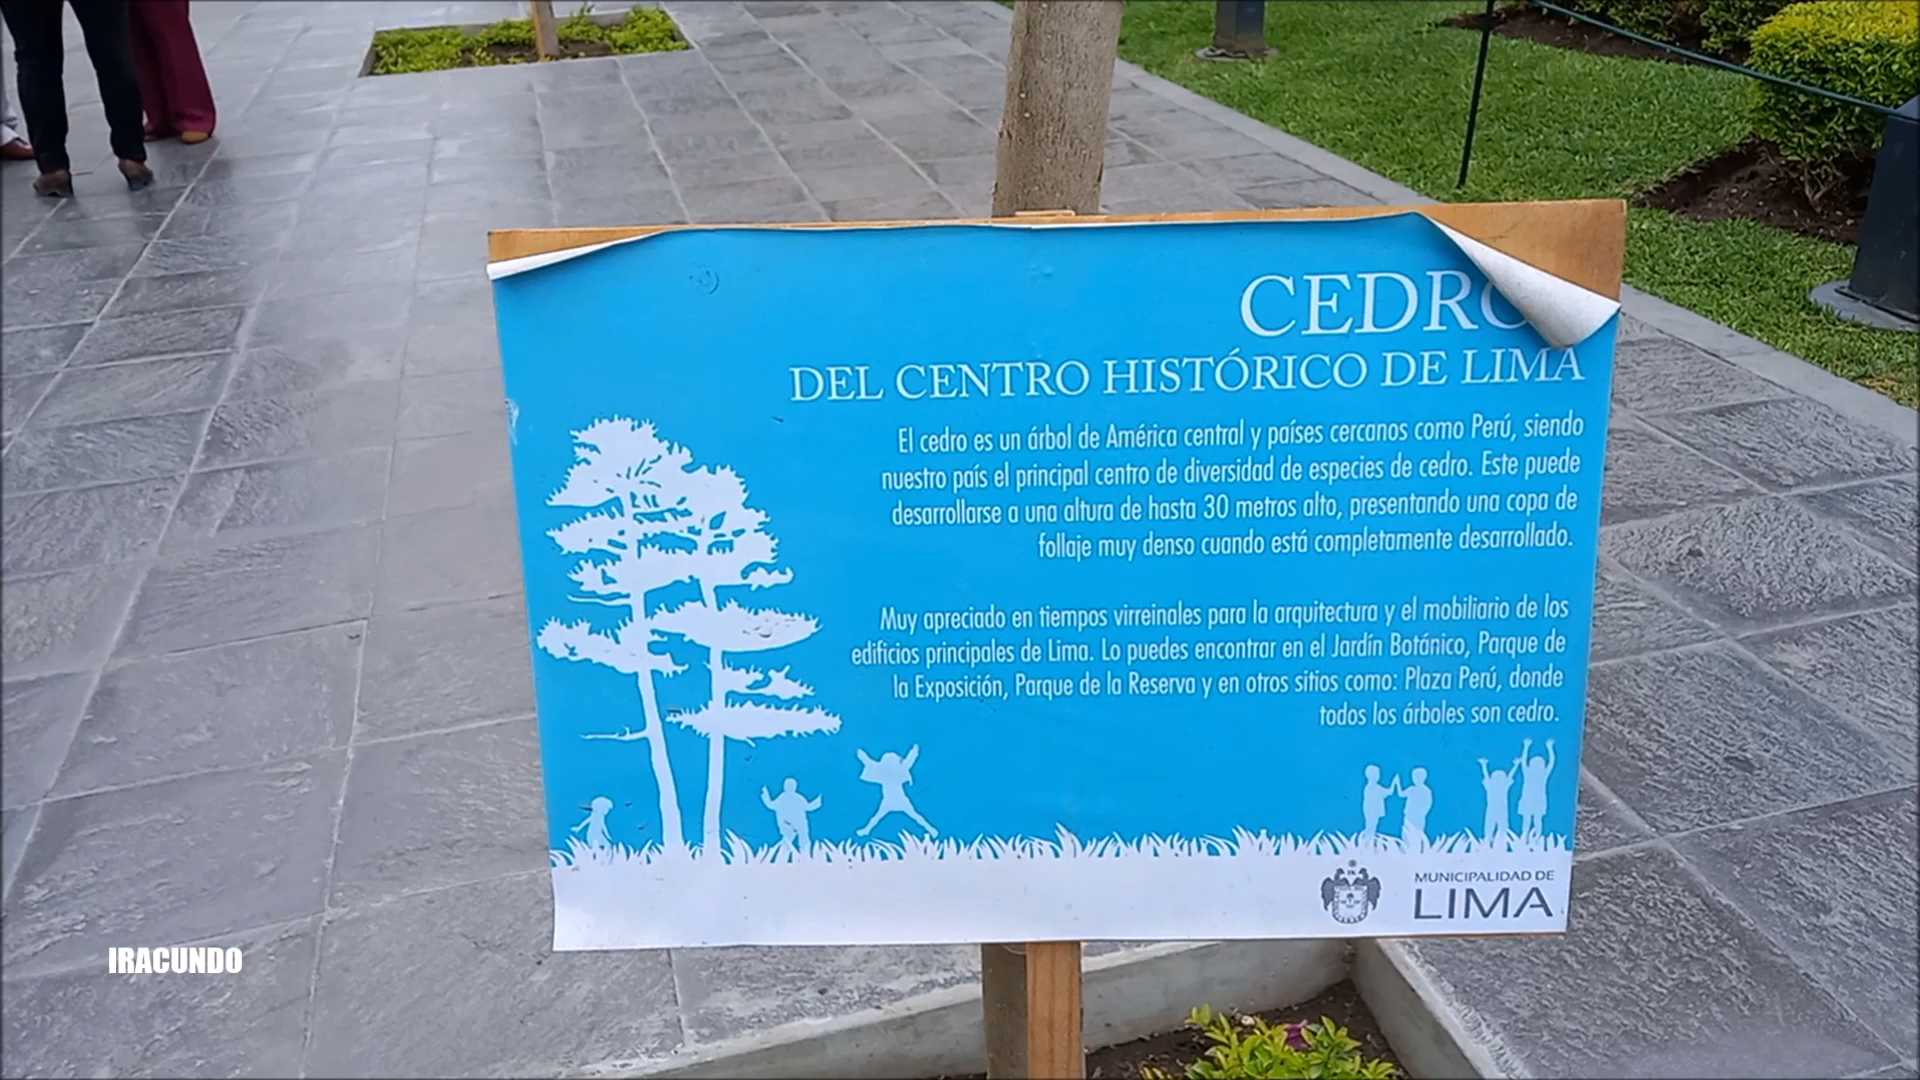 CEDRO
DEL CENTRO HISTÓRICO DE LIMA
El cedro es un árbol de América central y países cercanos como Perú, siendo
nuestro país el principal centro de diversidad de especies de cedro. Este puede
desarrollarse a una altura de hasta 30 metros alto, presentando una copa de
follaje muy denso cuando está completamente desarrollado.
Muy apreciado en tiempos virreinales para la arquitectura y el mobiliario de los
edificios principales de Lima. Lo puedes encontrar en el Jardín Botánico, Parque de
la Exposición, Parque de la Reserva y en otros sitios como: Plaza Perú, donde
todos los árboles son cedro.
MUNICIPALIDAD DE
LIMA
IRACUNDO